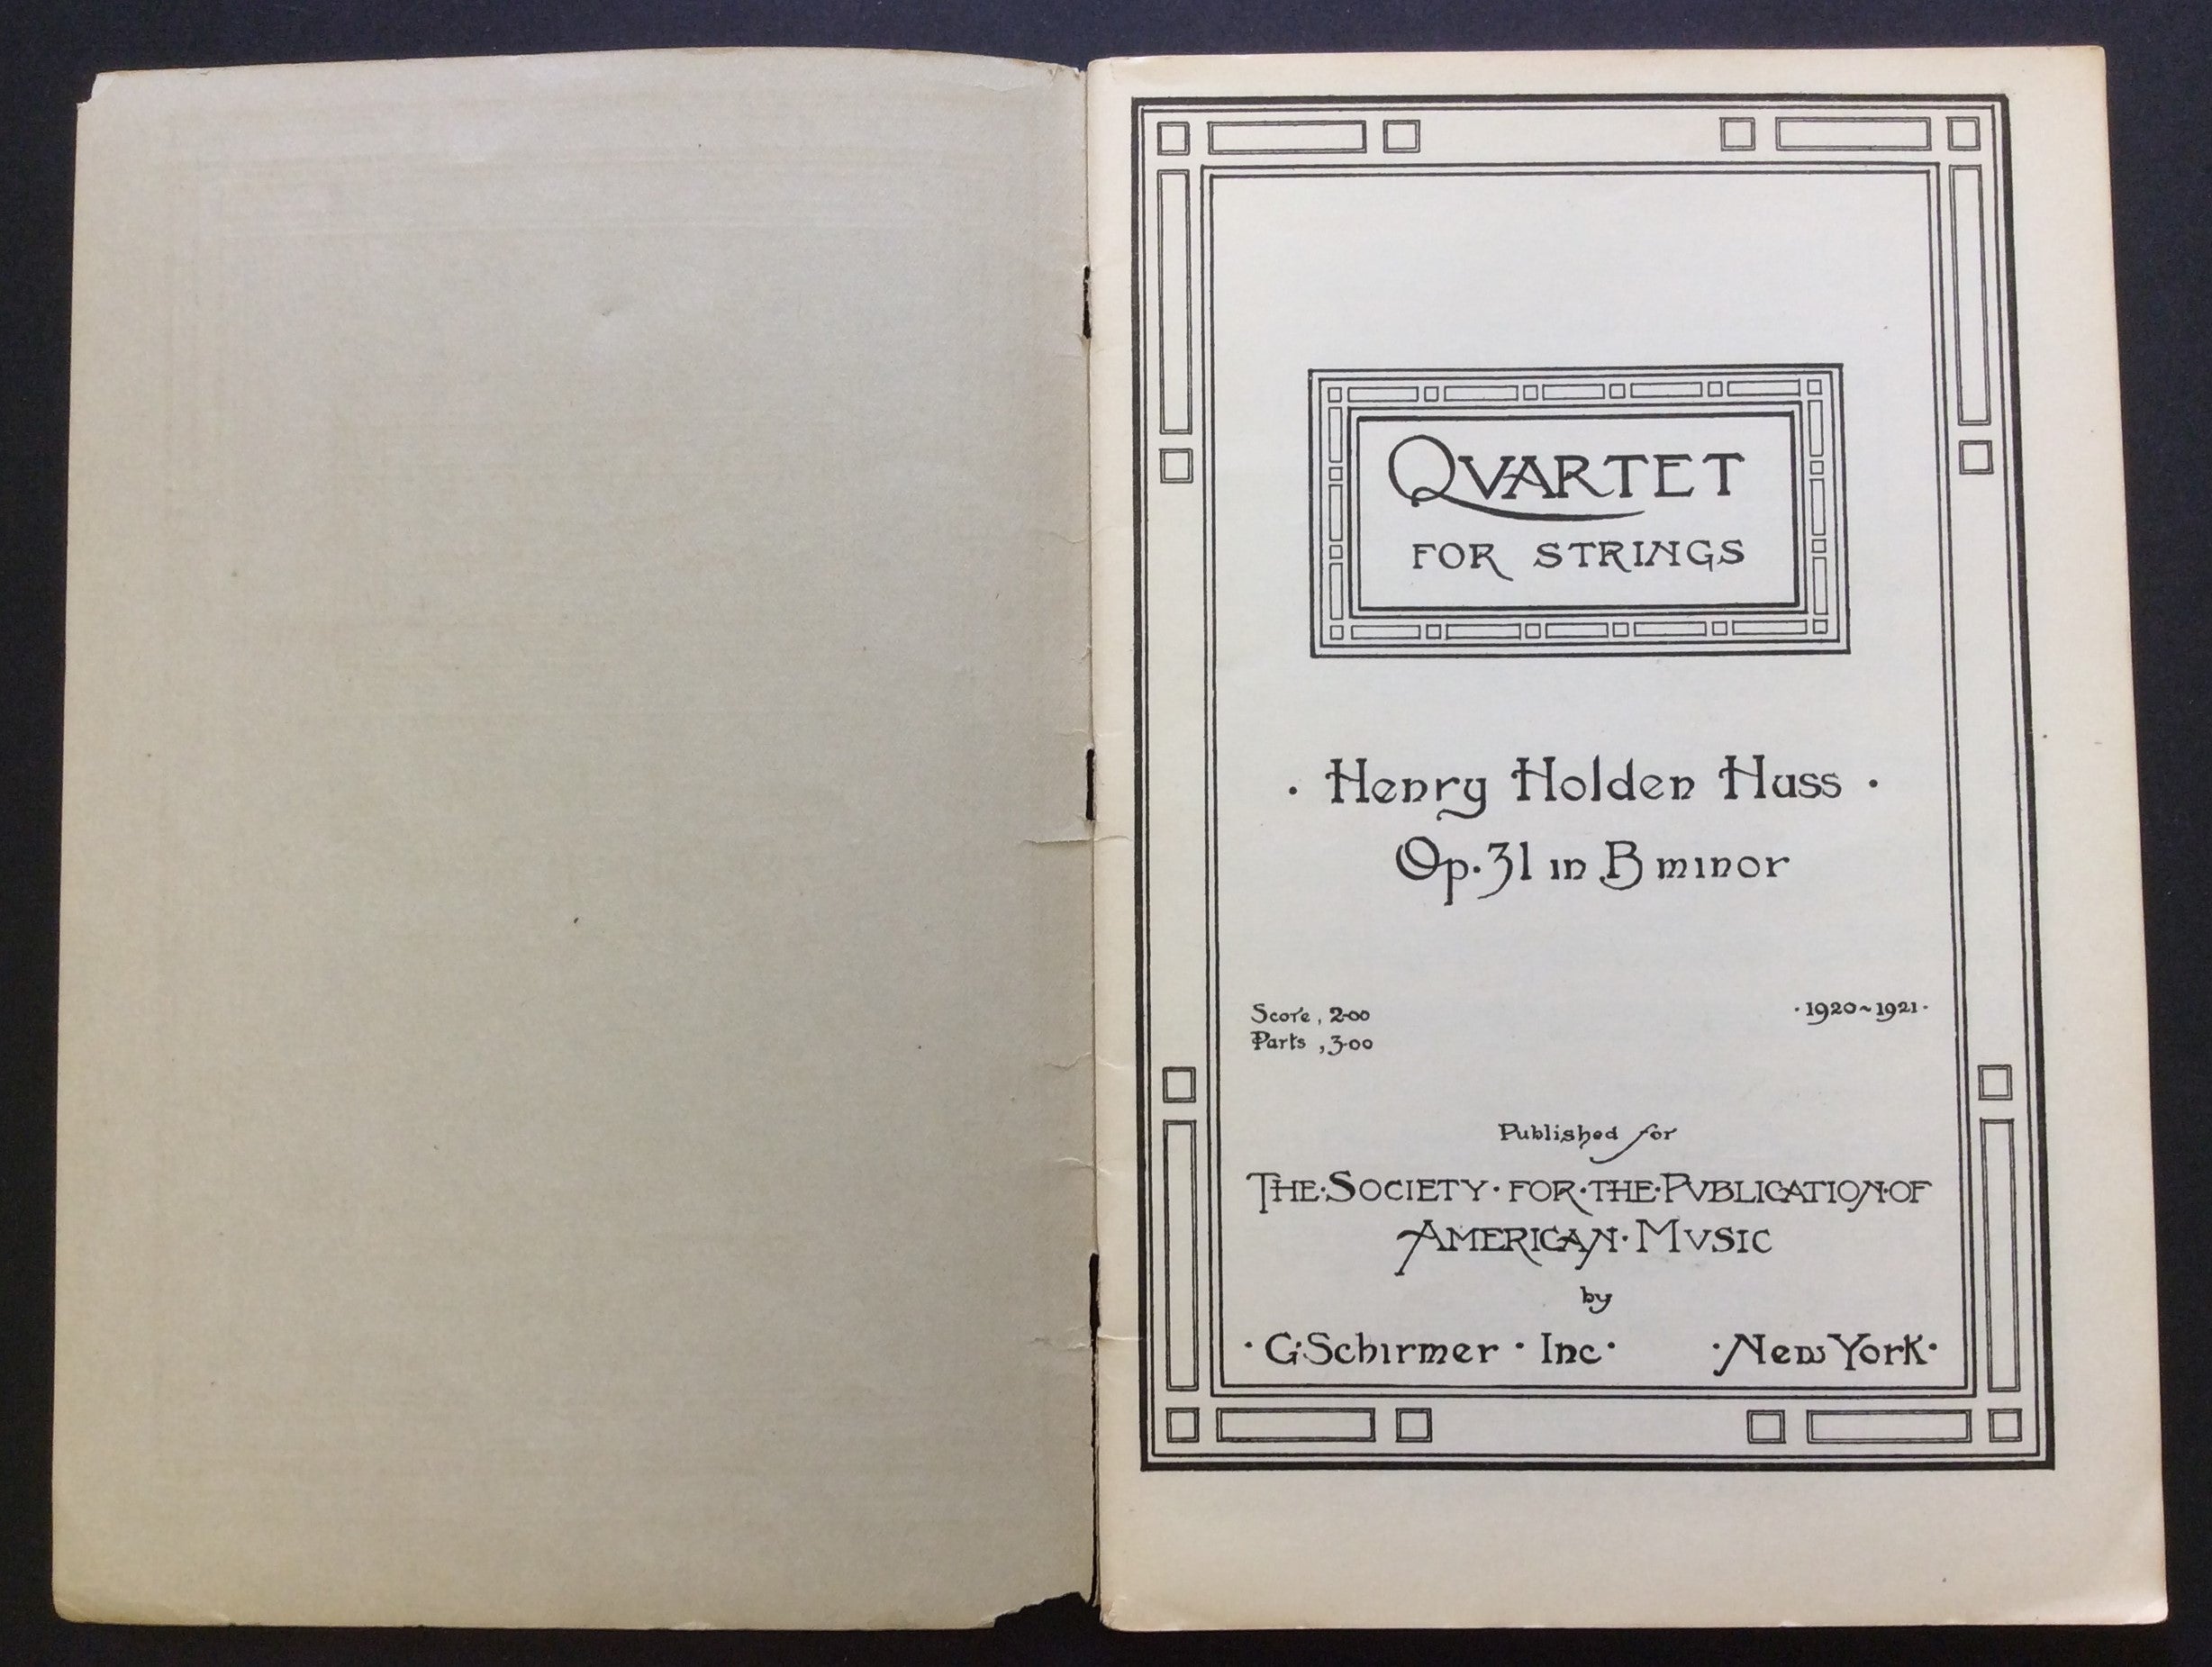 QVARTET
FOR STRINGS
· Henry Holden Huss ·
Op. 31 in B minor
Score, 2.00
Parts, 3.00
· 1920~1921 ·
Published for
THE·SOCIETY·FOR·THE·PVBLICATION·OF
AMERICAN·MVSIC
by
· G·Schirmer · Inc · · New York ·